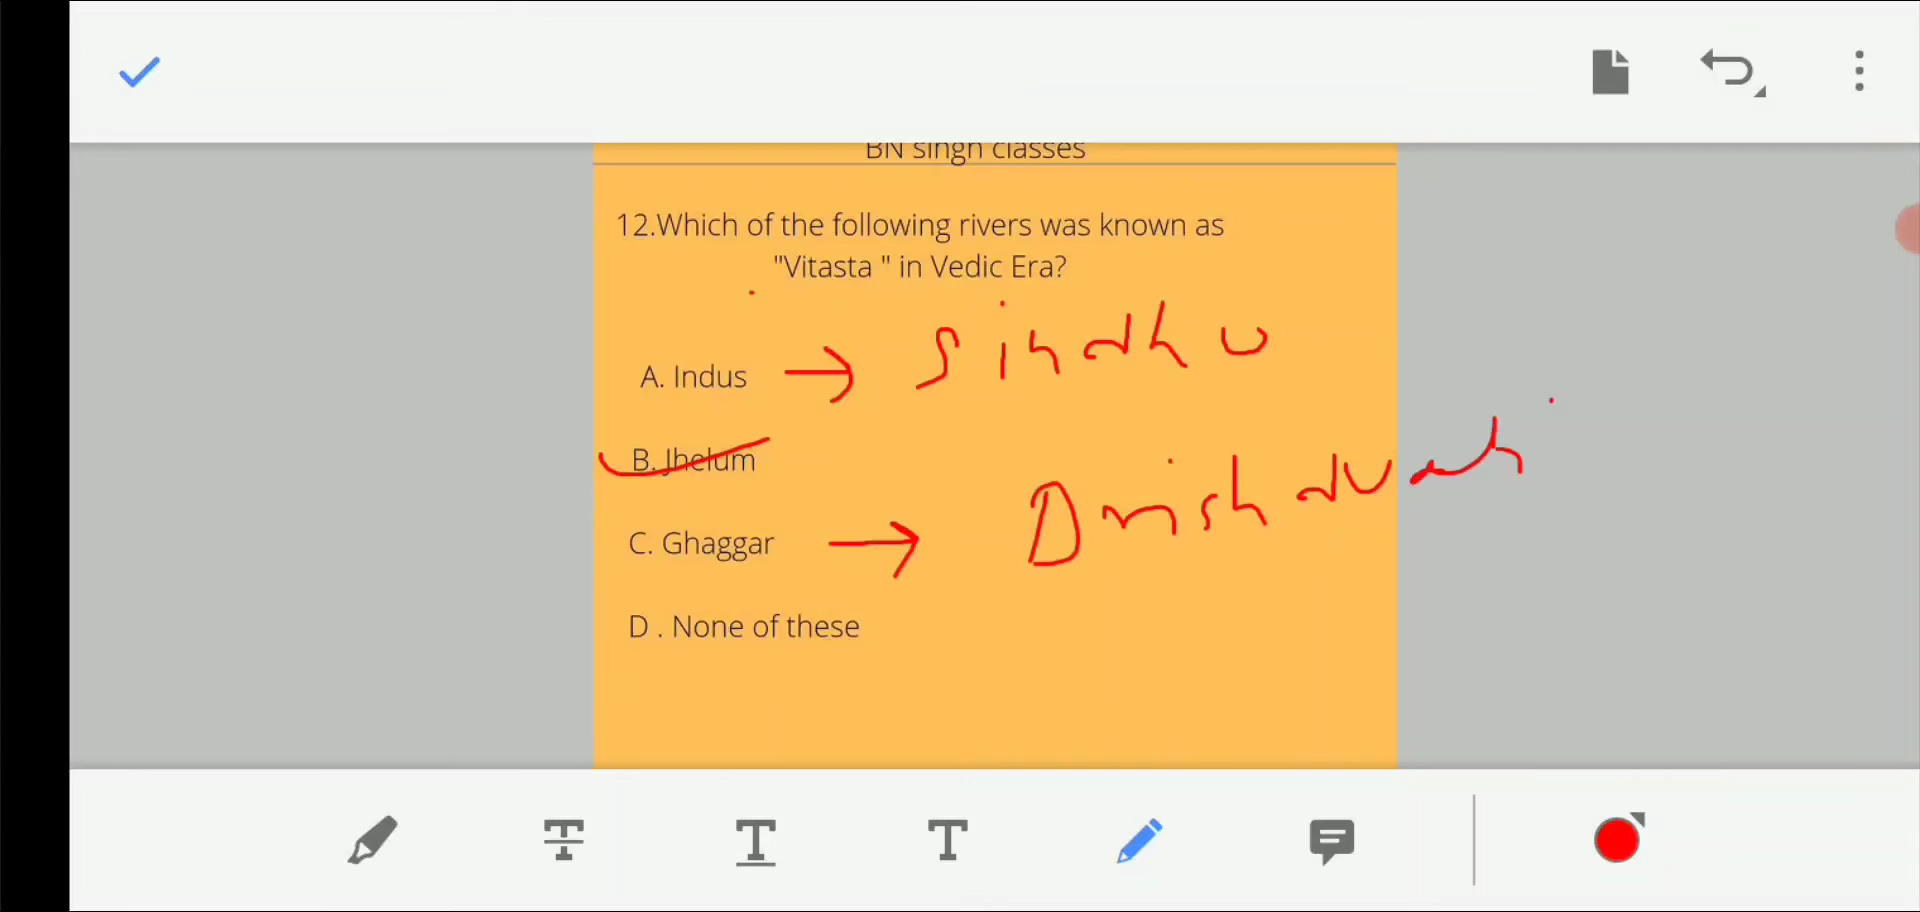 BN singh classes
12.Which of the following rivers was known as
"Vitasta " in Vedic Era?
A. Indus → Sindhu
B. Jhelum
C. Ghaggar → Drishdvati
D . None of these